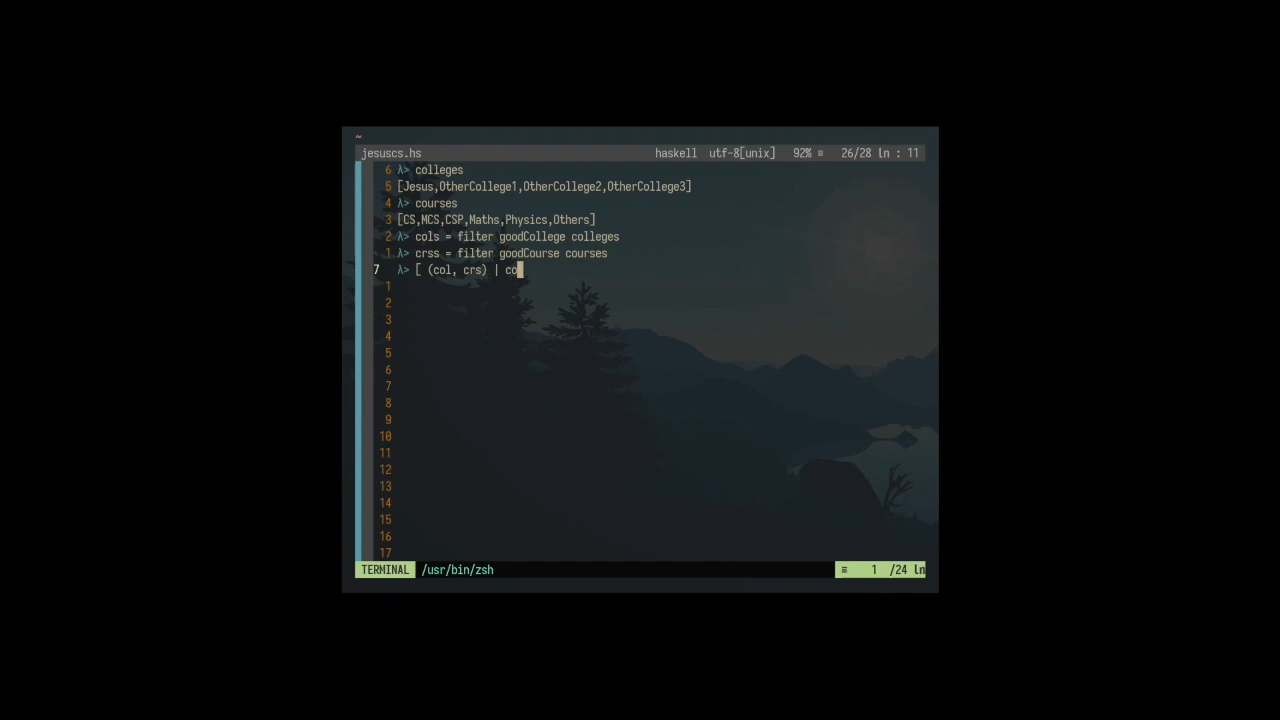 ~
jesuscs.hs haskell utf-8[unix] 92% ≡ 26/28 ln : 11
6 λ> colleges
5 [Jesus,OtherCollege1,OtherCollege2,OtherCollege3]
4 λ> courses
3 [CS,MCS,CSP,Maths,Physics,Others]
2 λ> cols = filter goodCollege colleges
1 λ> crss = filter goodCourse courses
7 λ> [ (col, crs) | co
1
2
3
4
5
6
7
8
9
10
11
12
13
14
15
16
17
TERMINAL /usr/bin/zsh ≡ 1 /24 ln